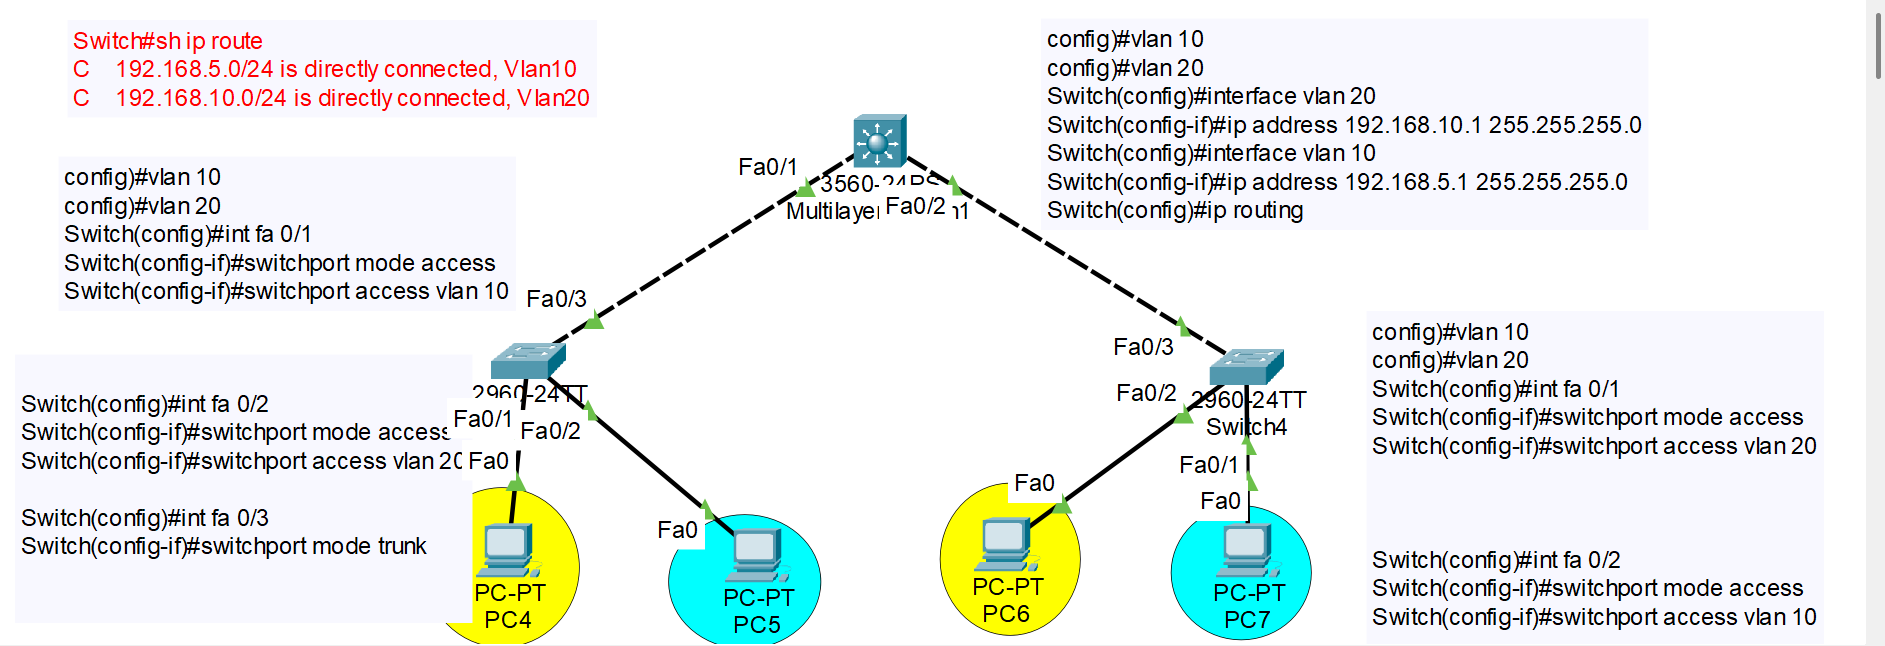 Switch#sh ip route
C 192.168.5.0/24 is directly connected, Vlan10
C 192.168.10.0/24 is directly connected, Vlan20
config)#vlan 10
config)#vlan 20
Switch(config)#interface vlan 20
Switch(config-if)#ip address 192.168.10.1 255.255.255.0
Switch(config)#interface vlan 10
Switch(config-if)#ip address 192.168.5.1 255.255.255.0
Switch(config)#ip routing
Fa0/1
3560-24PS
Multilayer
Fa0/2
config)#vlan 10
config)#vlan 20
Switch(config)#int fa 0/1
Switch(config-if)#switchport mode access
Switch(config-if)#switchport access vlan 10
Fa0/3
2960-24TT
Fa0/1
Fa0/2
Switch(config)#int fa 0/2
Switch(config-if)#switchport mode access
Switch(config-if)#switchport access vlan 20
Switch(config)#int fa 0/3
Switch(config-if)#switchport mode trunk
Fa0
PC-PT
PC4
Fa0
PC-PT
PC5
Fa0/3
Fa0/2
2960-24TT
Switch4
Fa0/1
Fa0
PC-PT
PC6
Fa0
PC-PT
PC7
config)#vlan 10
config)#vlan 20
Switch(config)#int fa 0/1
Switch(config-if)#switchport mode access
Switch(config-if)#switchport access vlan 20
Switch(config)#int fa 0/2
Switch(config-if)#switchport mode access
Switch(config-if)#switchport access vlan 10